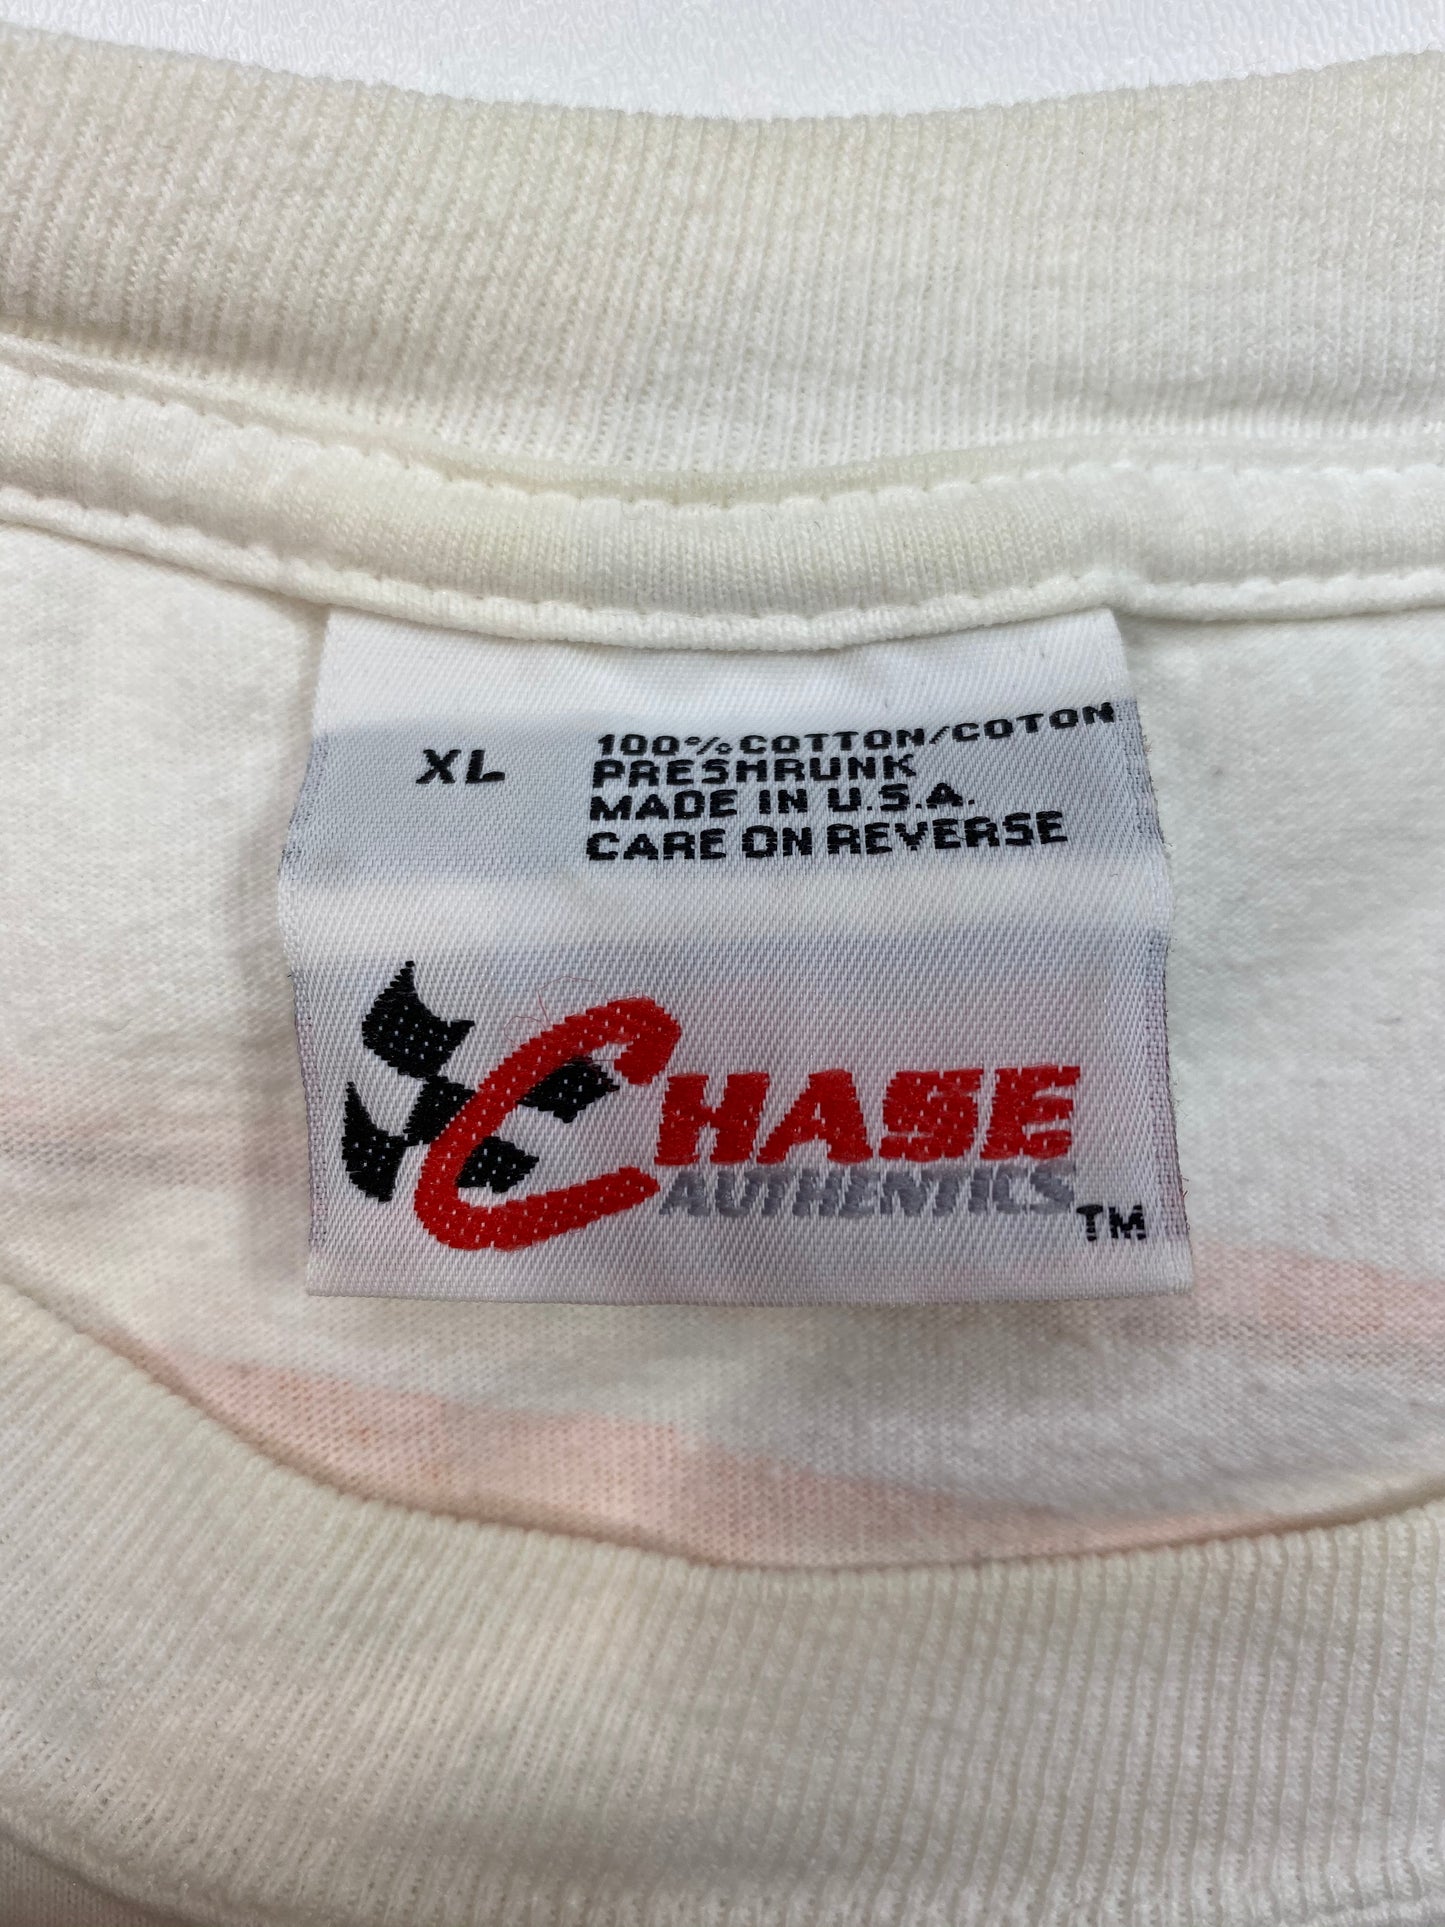 XL
100% COTTON/COTON
PRESHRUNK
MADE IN U.S.A.
CARE ON REVERSE
CHASE
AUTHENTICS TM